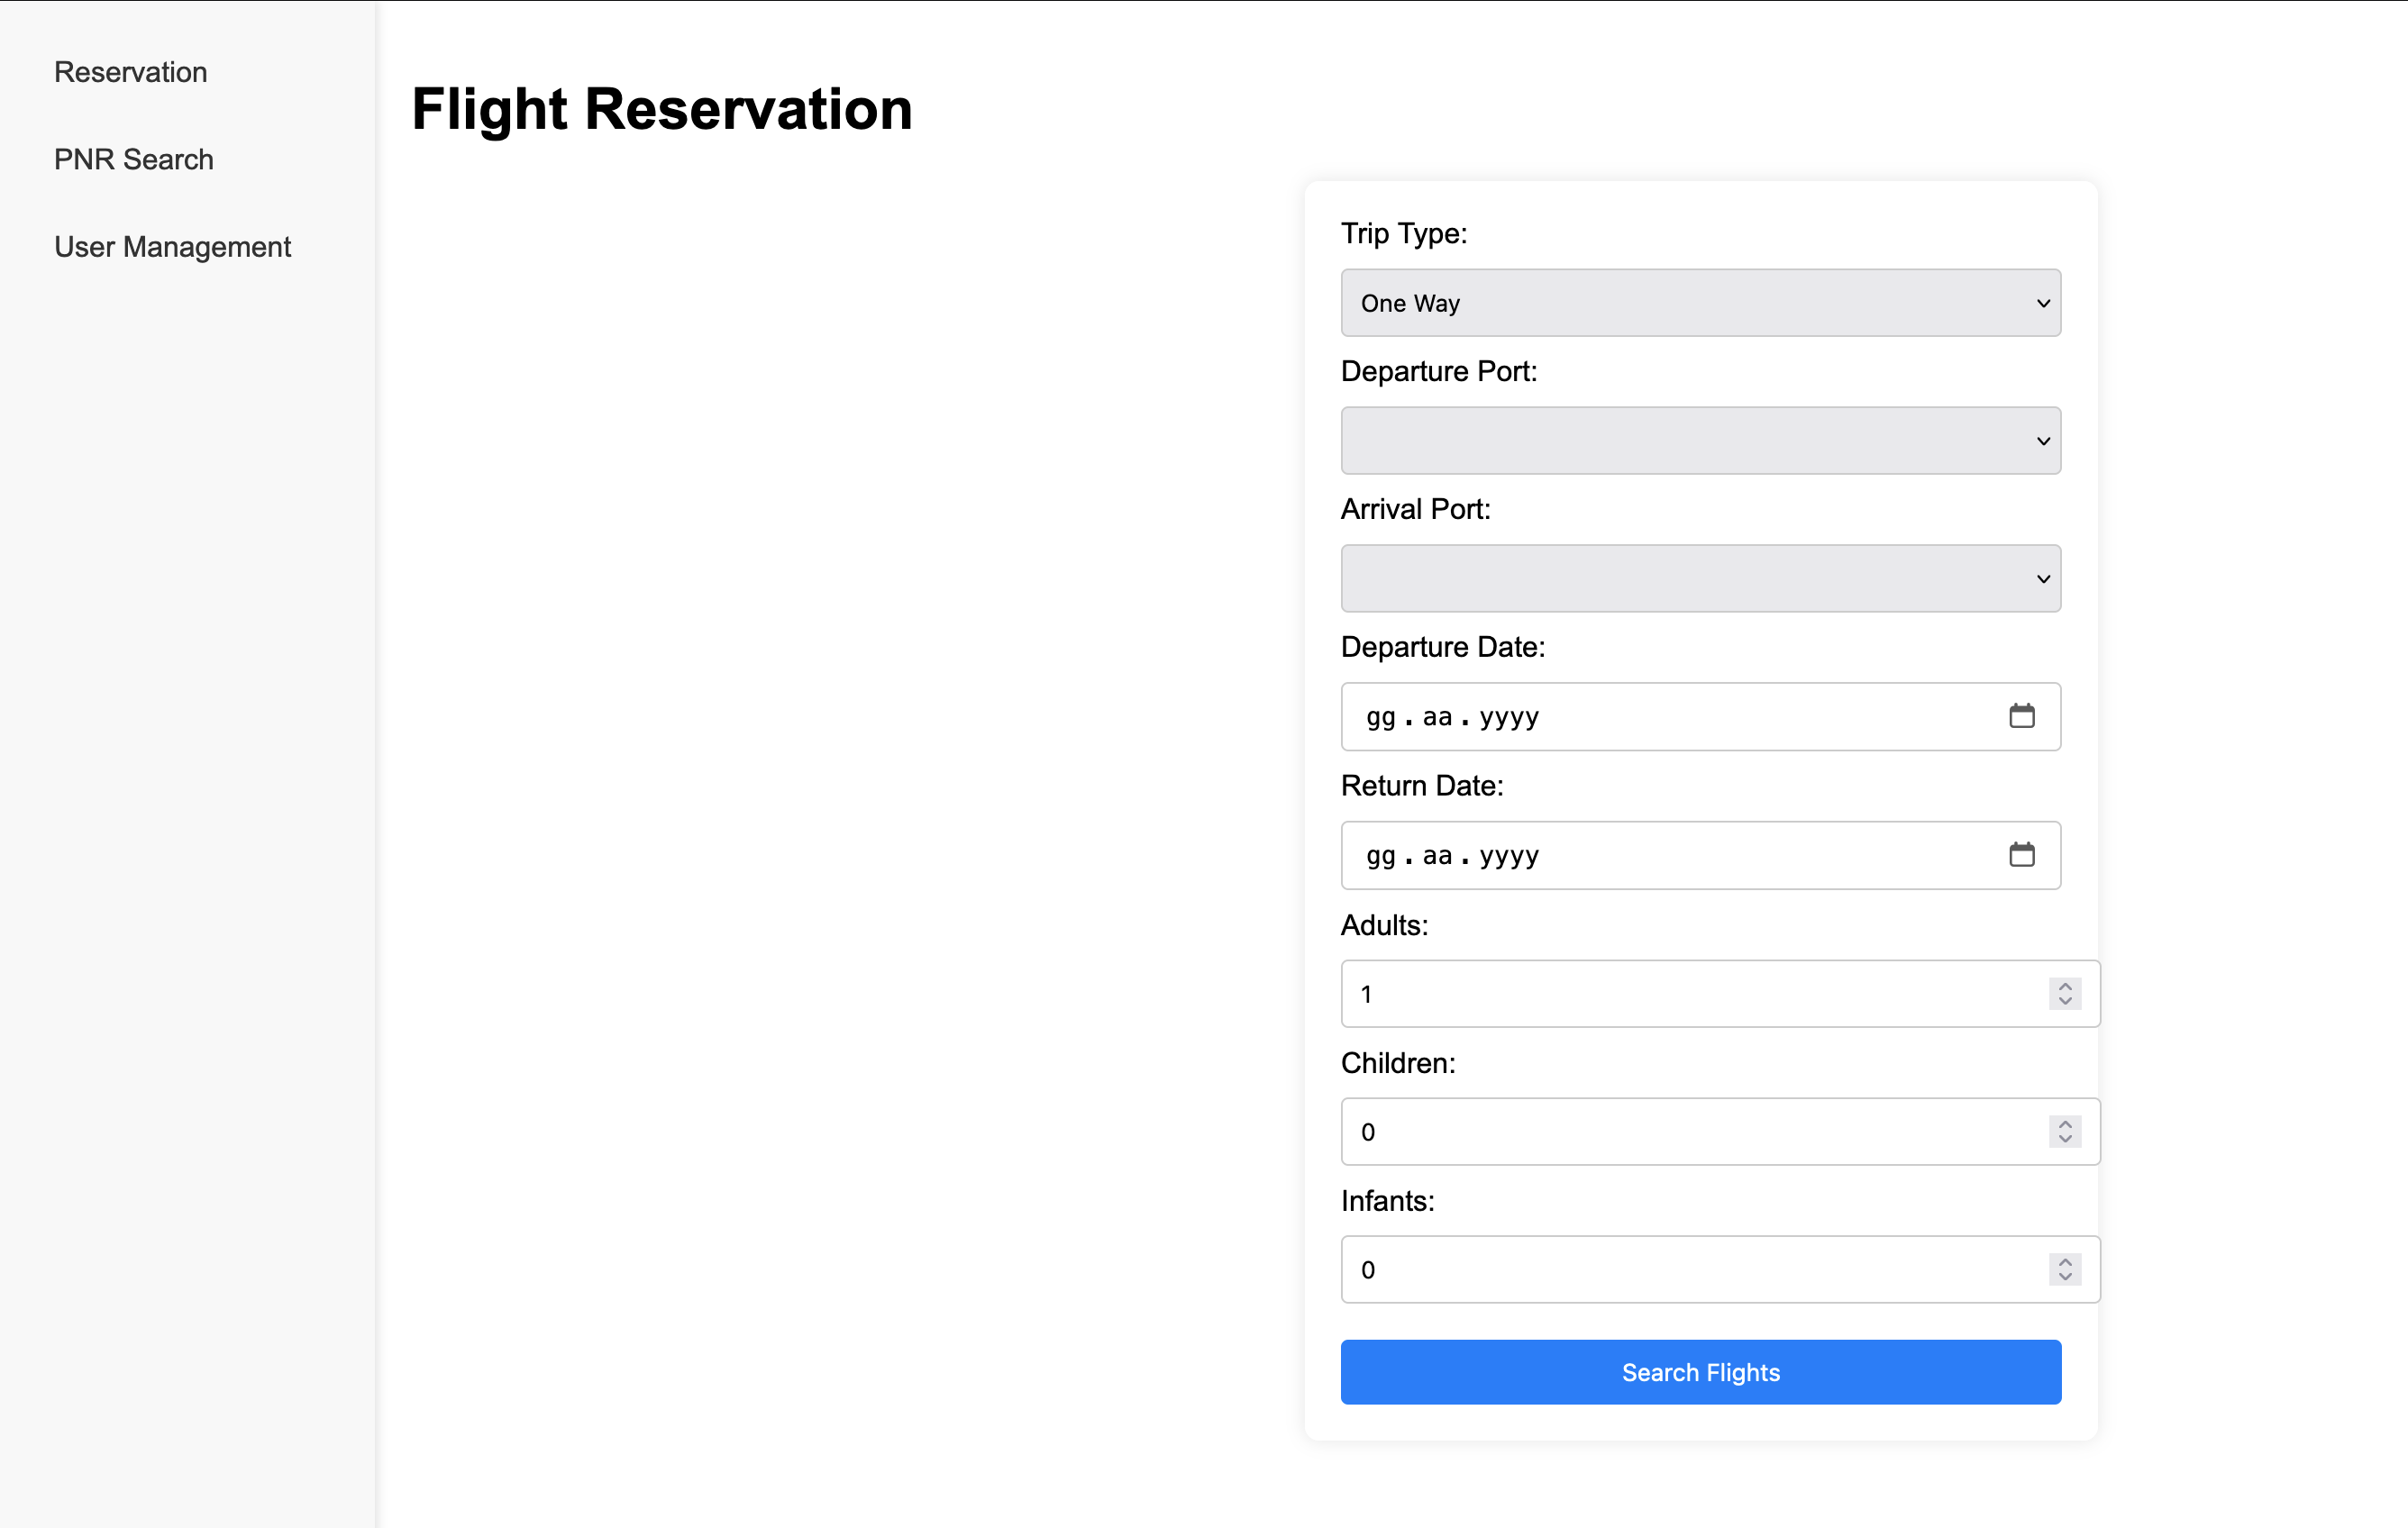 Reservation
PNR Search
User Management
Flight Reservation
Trip Type:
One Way
Departure Port:
Arrival Port:
Departure Date:
gg.aa.yyyy
Return Date:
gg.aa.yyyy
Adults:
1
Children:
0
Infants:
0
Search Flights